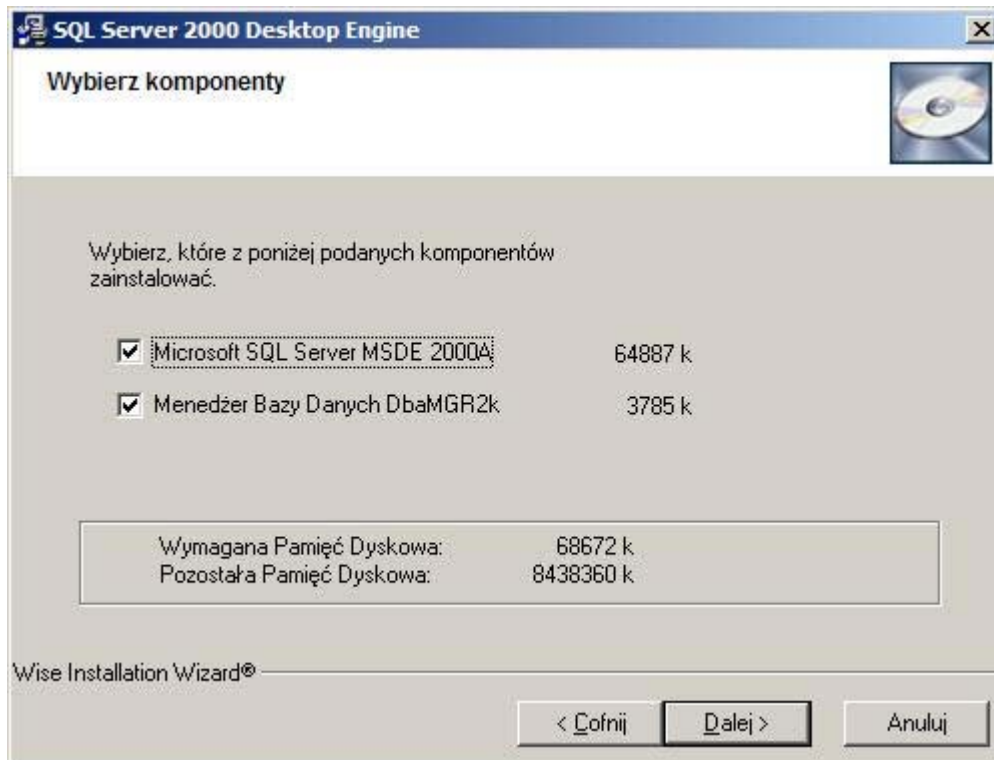 SQL Server 2000 Desktop Engine
Wybierz komponenty
Wybierz, które z poniżej podanych komponentów
zainstalować.
Microsoft SQL Server MSDE 2000A 64887 k
Menedżer Bazy Danych DbaMGR2k 3785 k
Wymagana Pamięć Dyskowa: 68672 k
Pozostała Pamięć Dyskowa: 8438360 k
Wise Installation Wizard®
< Cofnij Dalej > Anuluj